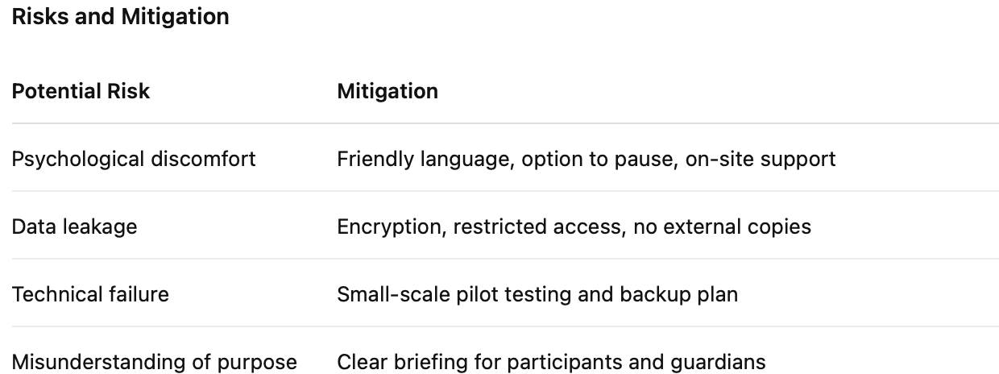 Risks and Mitigation
Potential Risk Mitigation
Psychological discomfort Friendly language, option to pause, on-site support
Data leakage Encryption, restricted access, no external copies
Technical failure Small-scale pilot testing and backup plan
Misunderstanding of purpose Clear briefing for participants and guardians